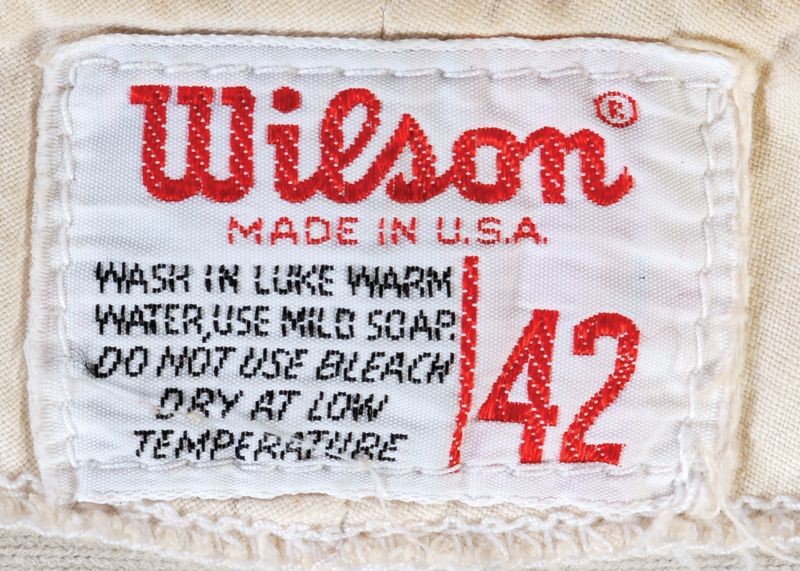 Wilson®
MADE IN U.S.A.
WASH IN LUKE WARM
WATER, USE MILD SOAP.
DO NOT USE BLEACH
DRY AT LOW
TEMPERATURE
42